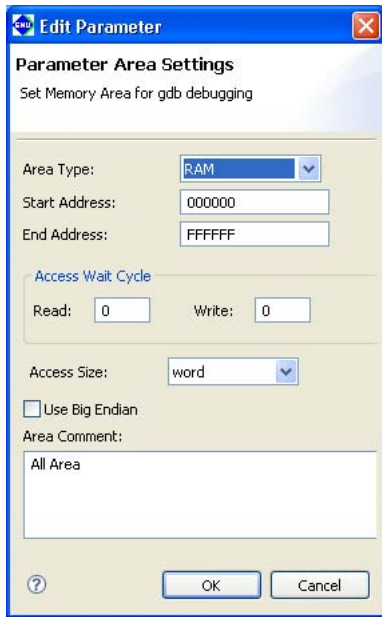 GNU Edit Parameter
Parameter Area Settings
Set Memory Area for gdb debugging
Area Type: RAM
Start Address: 000000
End Address: FFFFFF
Access Wait Cycle
Read: 0 Write: 0
Access Size: word
Use Big Endian
Area Comment:
All Area
? OK Cancel